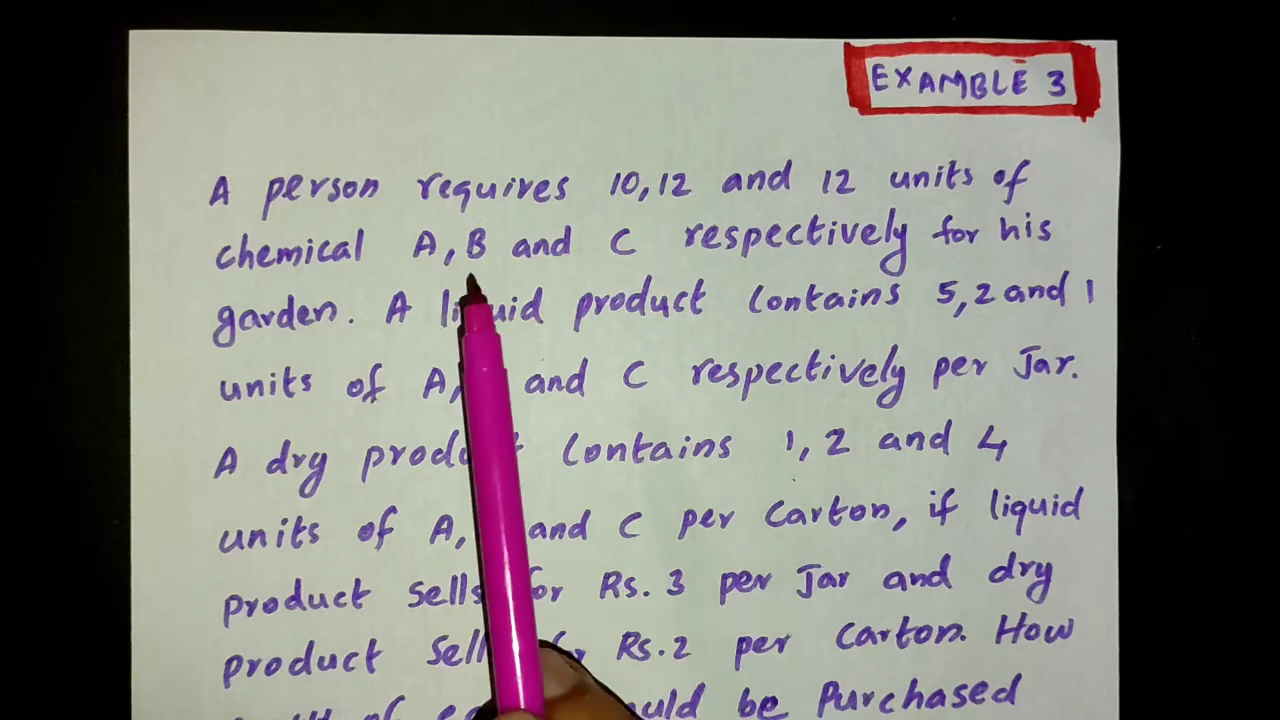 EXAMBLE 3
A person requires 10,12 and 12 units of
chemical A,B and C respectively for his
garden. A liquid product contains 5,2 and 1
units of A, and C respectively per Jar.
A dry product contains 1,2 and 4
units of A, and C per carton, if liquid
product sells for Rs. 3 per Jar and dry
product Rs.2 per carton. How
be Purchased